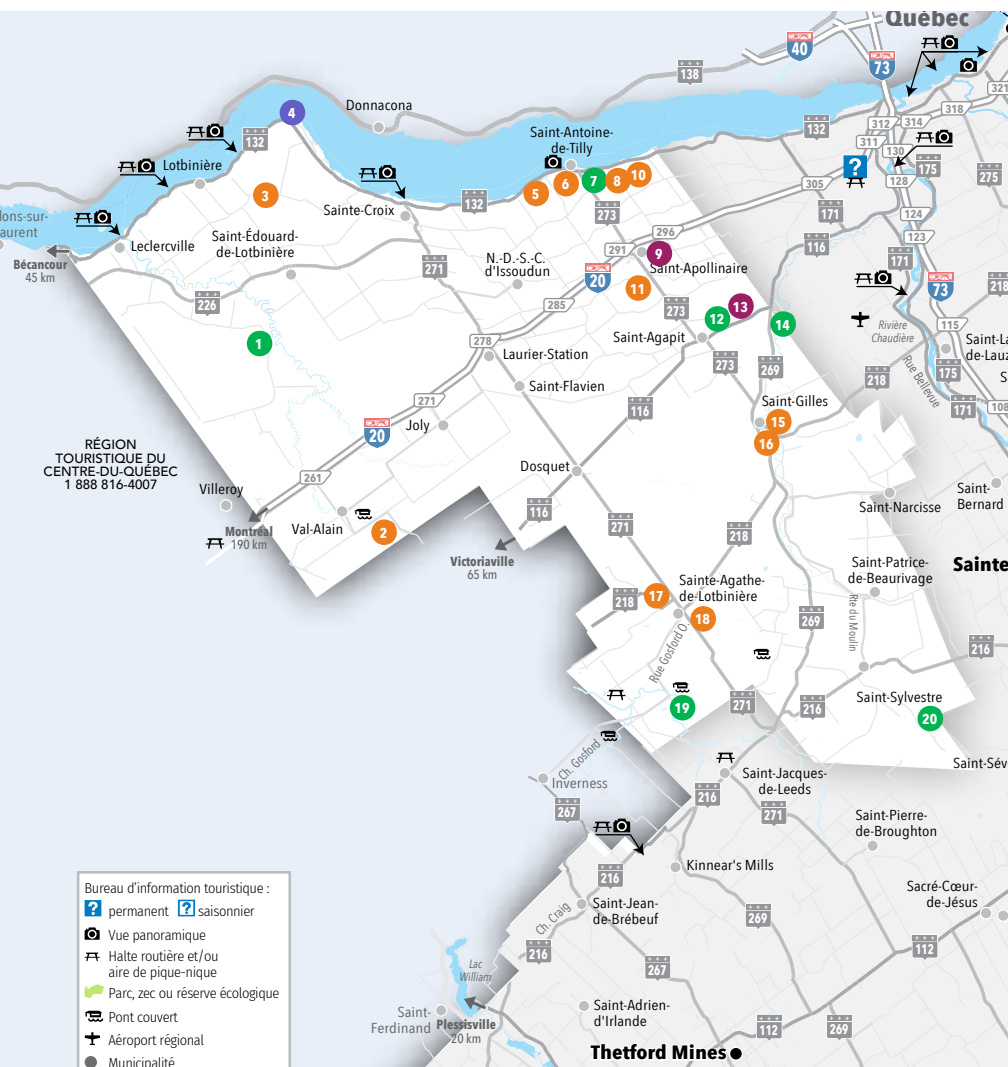 Québec
40
73
138
321
318
4
Donnacona
132
312
314
132
311
130
Saint-Antoine-
de-Tilly
Lotbinière
175
275
7
8
10
5
6
305
128
3
132
273
171
124
Sainte-Croix
296
123
Saint-Édouard-
de-Lotbinière
Leclerville
291
9
116
171
Bécancour
45 km
271
N.-D.-S.-C.
d'Issoudun
20
Saint-Apollinaire
73
218
11
226
285
273
12
13
14
115
Rivière
Chaudière
1
278
Saint-Agapit
Laurier-Station
273
269
218
175
Rue Bellevue
Saint-Flavien
271
116
Saint-Gilles
171
108
20
Joly
15
16
RÉGION
TOURISTIQUE DU
CENTRE-DU-QUÉBEC
1 888 816-4007
261
Dosquet
Villeroy
Saint-
Bernard
116
Saint-Narcisse
Montréal
190 km
Val-Alain
2
271
218
Victoriaville
65 km
Saint-Patrice-
de-Beaurivage
Sainte
Sainte-Agathe-
de-Lotbinière
17
218
18
269
Rte du Moulin
Rue Gosford O.
216
Saint-Sylvestre
19
271
216
20
Ch. Gosford
Saint-Jacques-
de-Leeds
Inverness
216
267
271
Saint-Pierre-
de-Broughton
Kinnear's Mills
216
Sacré-Cœur-
de-Jésus
Bureau d'information touristique :
permanent
saisonnier
Vue panoramique
Halte routière et/ou
aire de pique-nique
Parc, zec ou réserve écologique
Pont couvert
Aéroport régional
Municipalité
Saint-Jean-
de-Brébeuf
Ch. Craig
269
216
112
Lac
William
267
Saint-
Ferdinand
Plessisville
20 km
Saint-Adrien-
d'Irlande
112
269
Thetford Mines